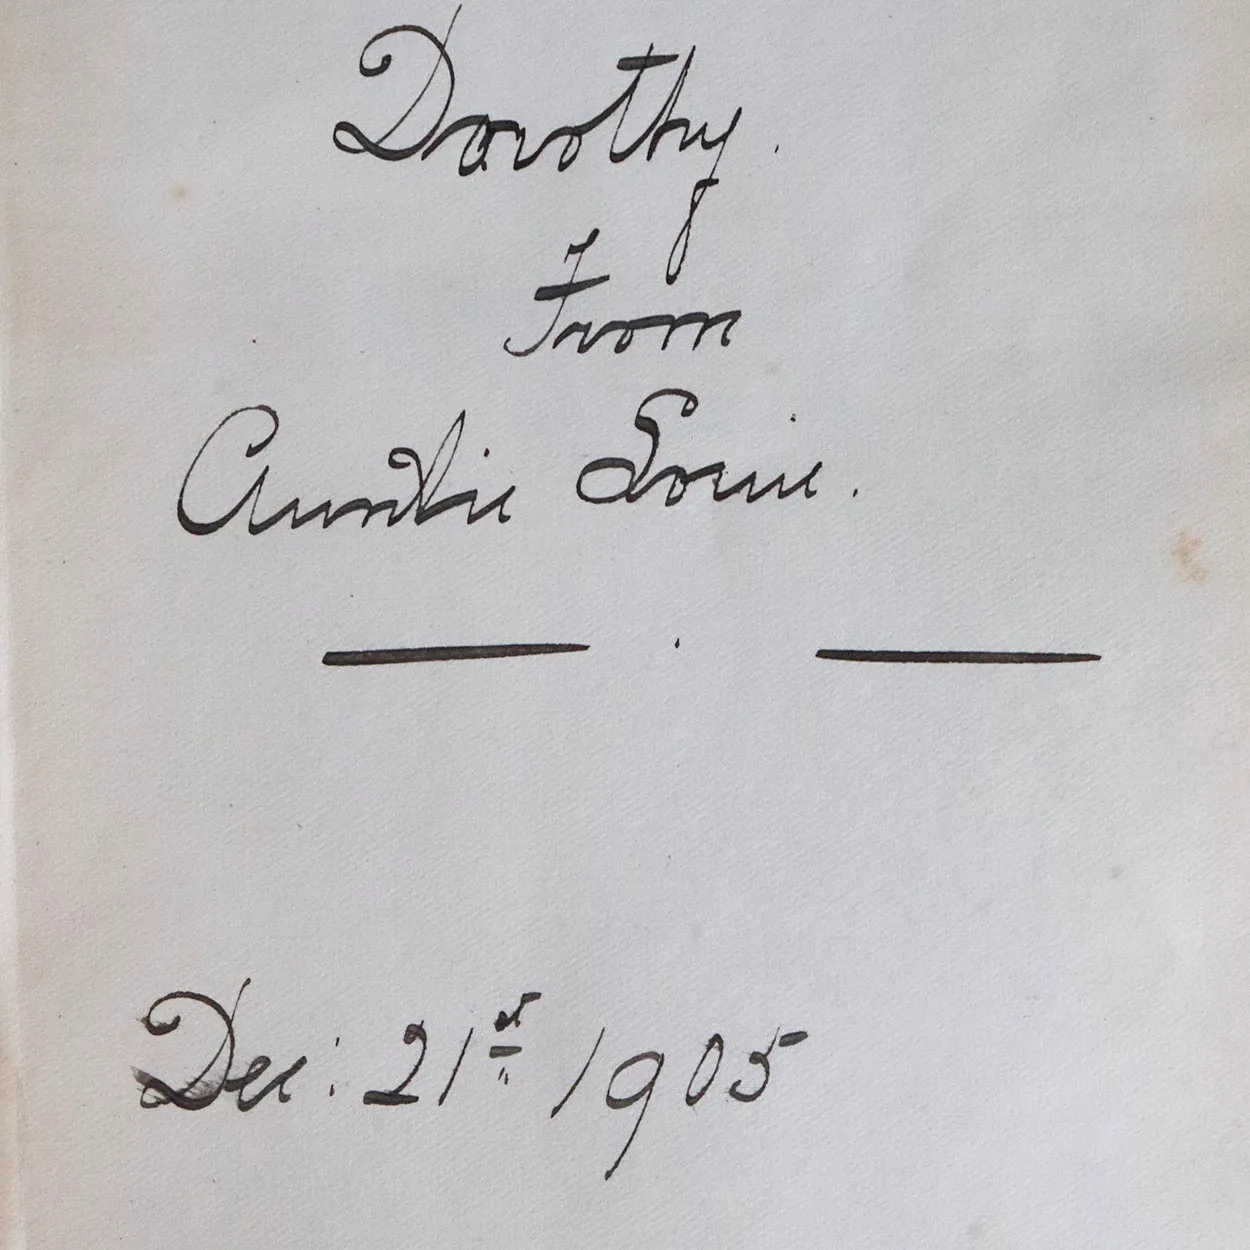 Dorothy.
From
Auntie Louie.
Dec: 21st 1905